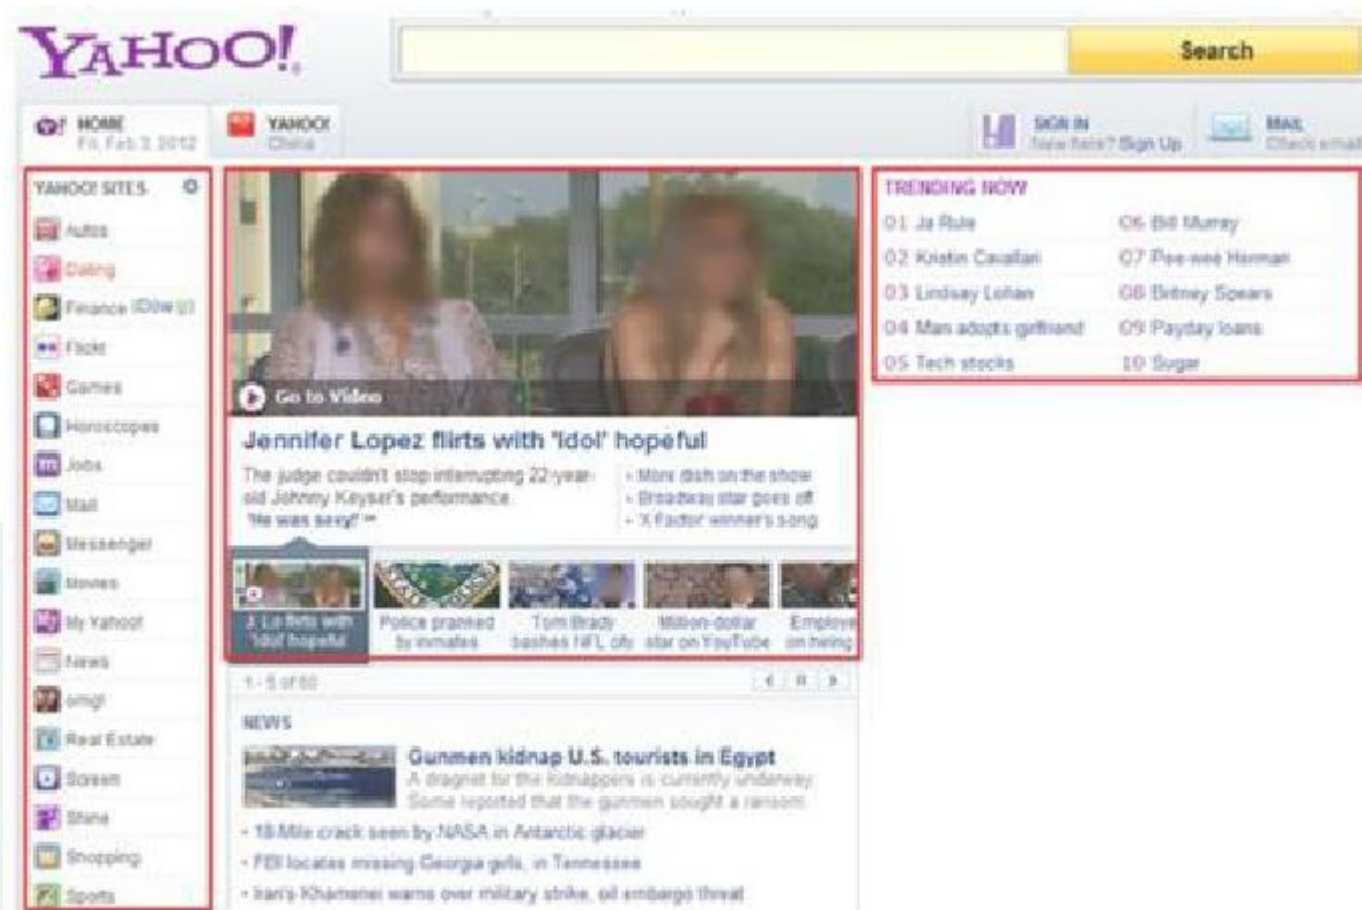 YAHOO!
Search
HOME
Fri, Feb 3, 2012
YAHOO!
China
SIGN IN
New here? Sign Up
MAIL
Check email
YAHOO! SITES
Autos
Dating
Finance (Dow
Flickr
Games
Horoscopes
Jobs
Mail
Messenger
Movies
My Yahoo!
News
omg!
Real Estate
Screen
Shine
Shopping
Sports
Go to Video
Jennifer Lopez flirts with 'Idol' hopeful
The judge couldn't stop interrupting 22-year-
old Johnny Keyser's performance.
'He was sexy!' »
More dish on the show
Broadway star goes off
'X Factor' winner's song
J. Lo flirts with
'Idol' hopeful
Police pranked
by inmates
Tom Brady
bashes NFL city
Million-dollar
star on YouTube
Employe
on hiring
1 - 5 of 60
NEWS
Gunmen kidnap U.S. tourists in Egypt
A dragnet for the kidnappers is currently underway.
Some reported that the gunmen sought a ransom.
18-Mile crack seen by NASA in Antarctic glacier
FBI locates missing Georgia girls, in Tennessee
Iran's Khamenei warns over military strike, oil embargo threat
TRENDING NOW
01 Ja Rule
02 Kristin Cavallari
03 Lindsay Lohan
04 Man adopts girlfriend
05 Tech stocks
06 Bill Murray
07 Pee-wee Herman
08 Britney Spears
09 Payday loans
10 Sugar